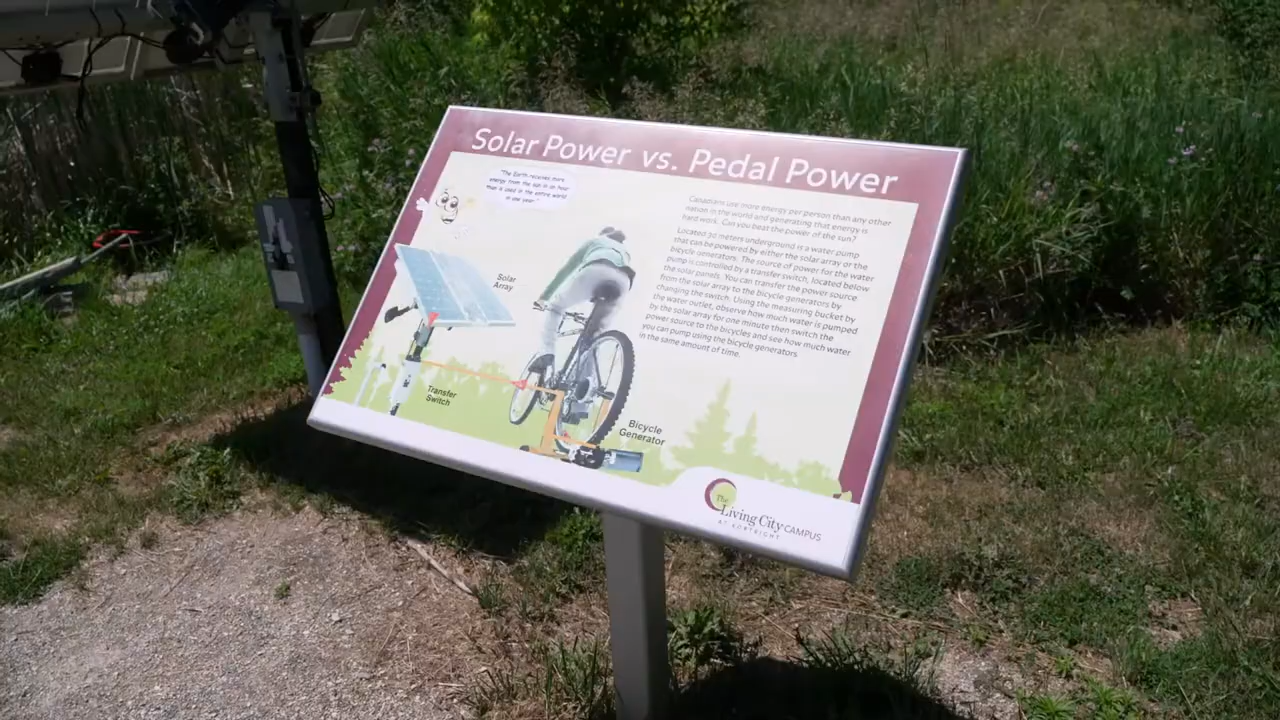 Solar Power vs. Pedal Power
"The Earth receives more
energy from the sun in an hour
than is used in the entire world
in one year."
Canadians use more energy per person than any other
nation in the world and generating that energy is
hard work. Can you beat the power of the sun?
Located 30 meters underground is a water pump
that can be powered by either the solar array or the
bicycle generators. The source of power for the water
pump is controlled by a transfer switch, located below
the solar panels. You can transfer the power source
from the solar array to the bicycle generators by
changing the switch. Using the measuring bucket by
the water outlet, observe how much water is pumped
by the solar array for one minute then switch the
power source to the bicycles and see how much water
you can pump using the bicycle generators
in the same amount of time.
Solar
Array
Transfer
Switch
Bicycle
Generator
The
Living City CAMPUS
AT KORTRIGHT